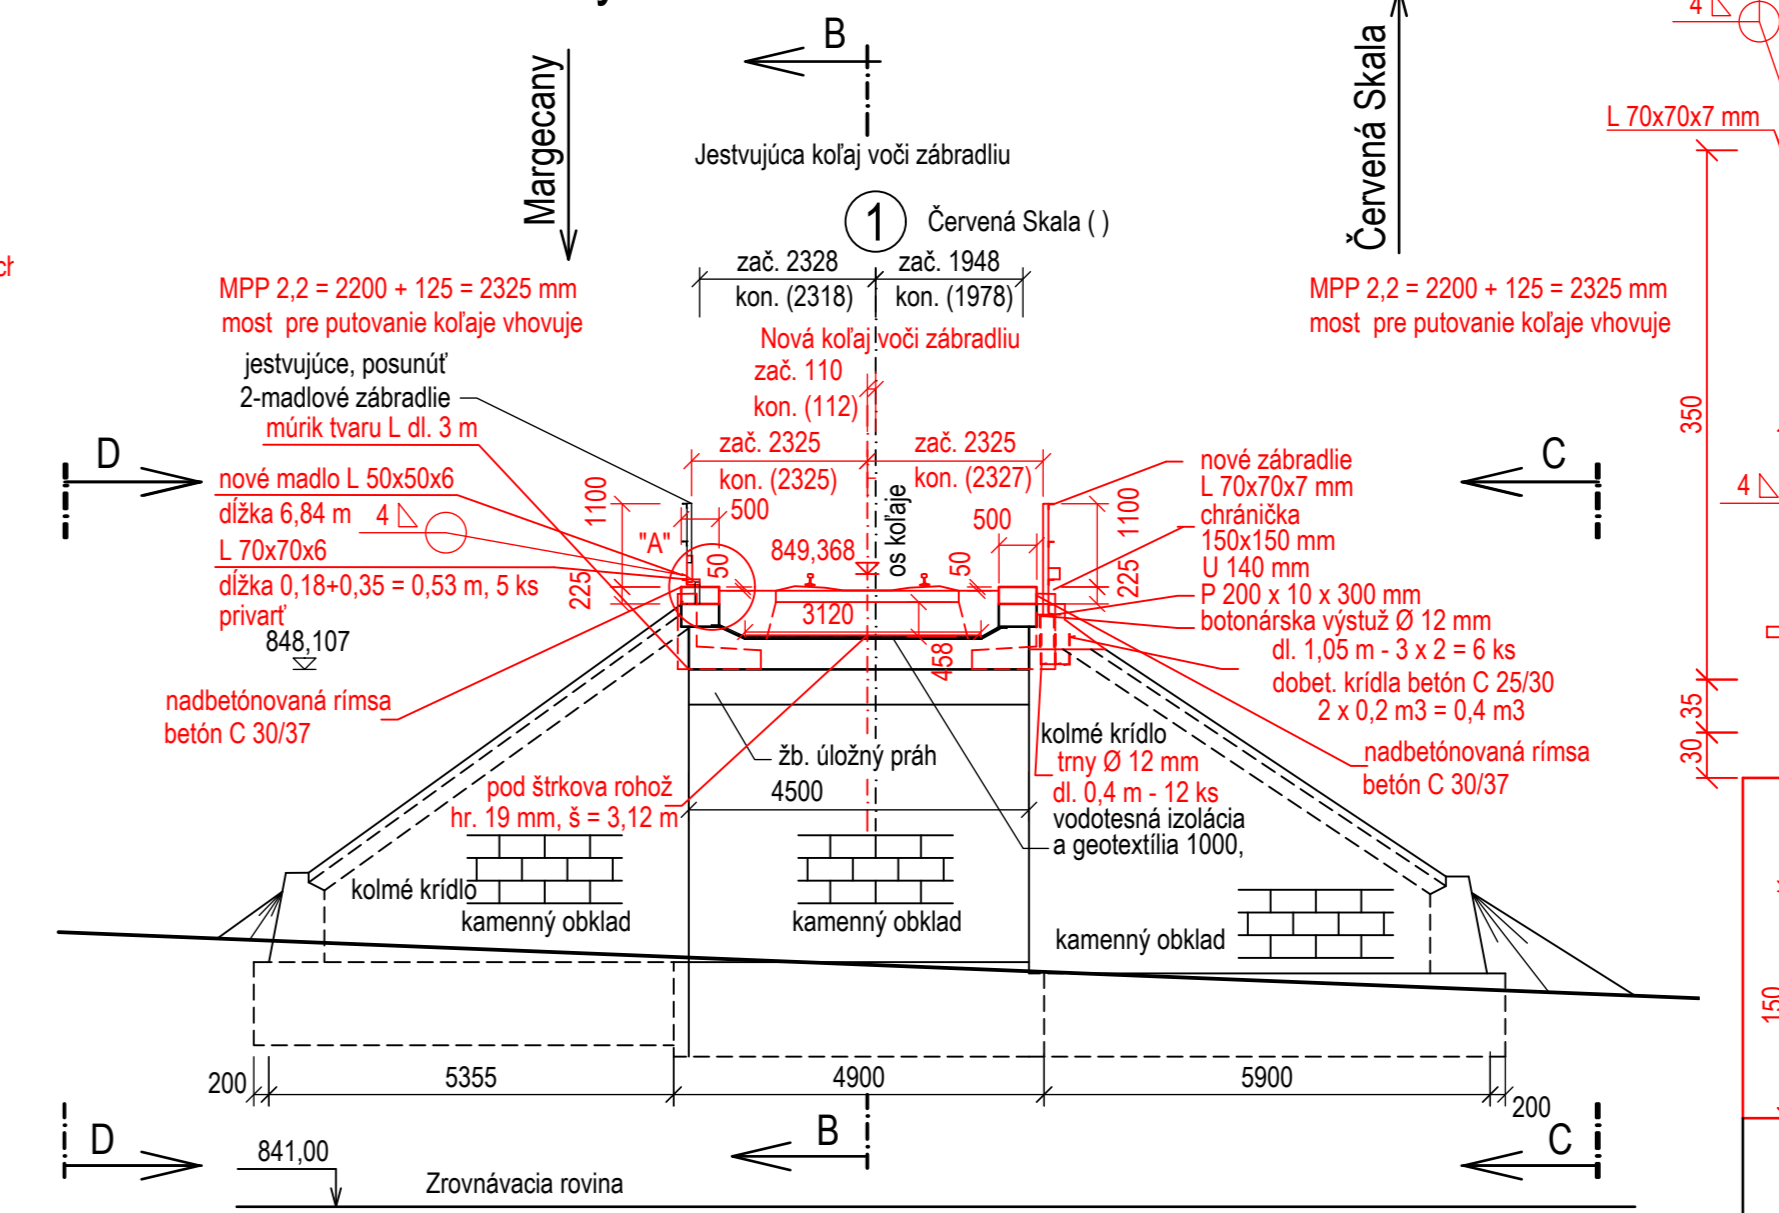 B
Margecany
Červená Skala
4
L 70x70x7 mm
Jestvujúca koľaj voči zábradliu
1
Červená Skala ( )
zač. 2328
zač. 1948
kon. (2318)
kon. (1978)
MPP 2,2 = 2200 + 125 = 2325 mm
most pre putovanie koľaje vhovuje
MPP 2,2 = 2200 + 125 = 2325 mm
most pre putovanie koľaje vhovuje
Nová koľaj voči zábradliu
zač. 110
kon. (112)
jestvujúce, posunúť
2-madlové zábradlie
múrik tvaru L dl. 3 m
zač. 2325
zač. 2325
kon. (2325)
kon. (2327)
D
C
nové madlo L 50x50x6
dĺžka 6,84 m
4
L 70x70x6
dĺžka 0,18+0,35 = 0,53 m, 5 ks
privarť
848,107
1100
225
"A"
500
50
849,368
os koľaje
500
50
1100
225
3120
458
nové zábradlie
L 70x70x7 mm
chránička
150x150 mm
U 140 mm
P 200 x 10 x 300 mm
botonárska výstuž Ø 12 mm
dl. 1,05 m - 3 x 2 = 6 ks
dobet. krídla betón C 25/30
2 x 0,2 m3 = 0,4 m3
350
4
35
30
150
nadbetónovaná rímsa
betón C 30/37
nadbetónovaná rímsa
betón C 30/37
žb. úložný práh
kolmé krídlo
trny Ø 12 mm
dl. 0,4 m - 12 ks
vodotesná izolácia
a geotextília 1000,
pod štrkova rohož
hr. 19 mm, š = 3,12 m
4500
kolmé krídlo
kamenný obklad
kamenný obklad
kamenný obklad
200
5355
4900
5900
200
D
B
C
841,00
Zrovnávacia rovina